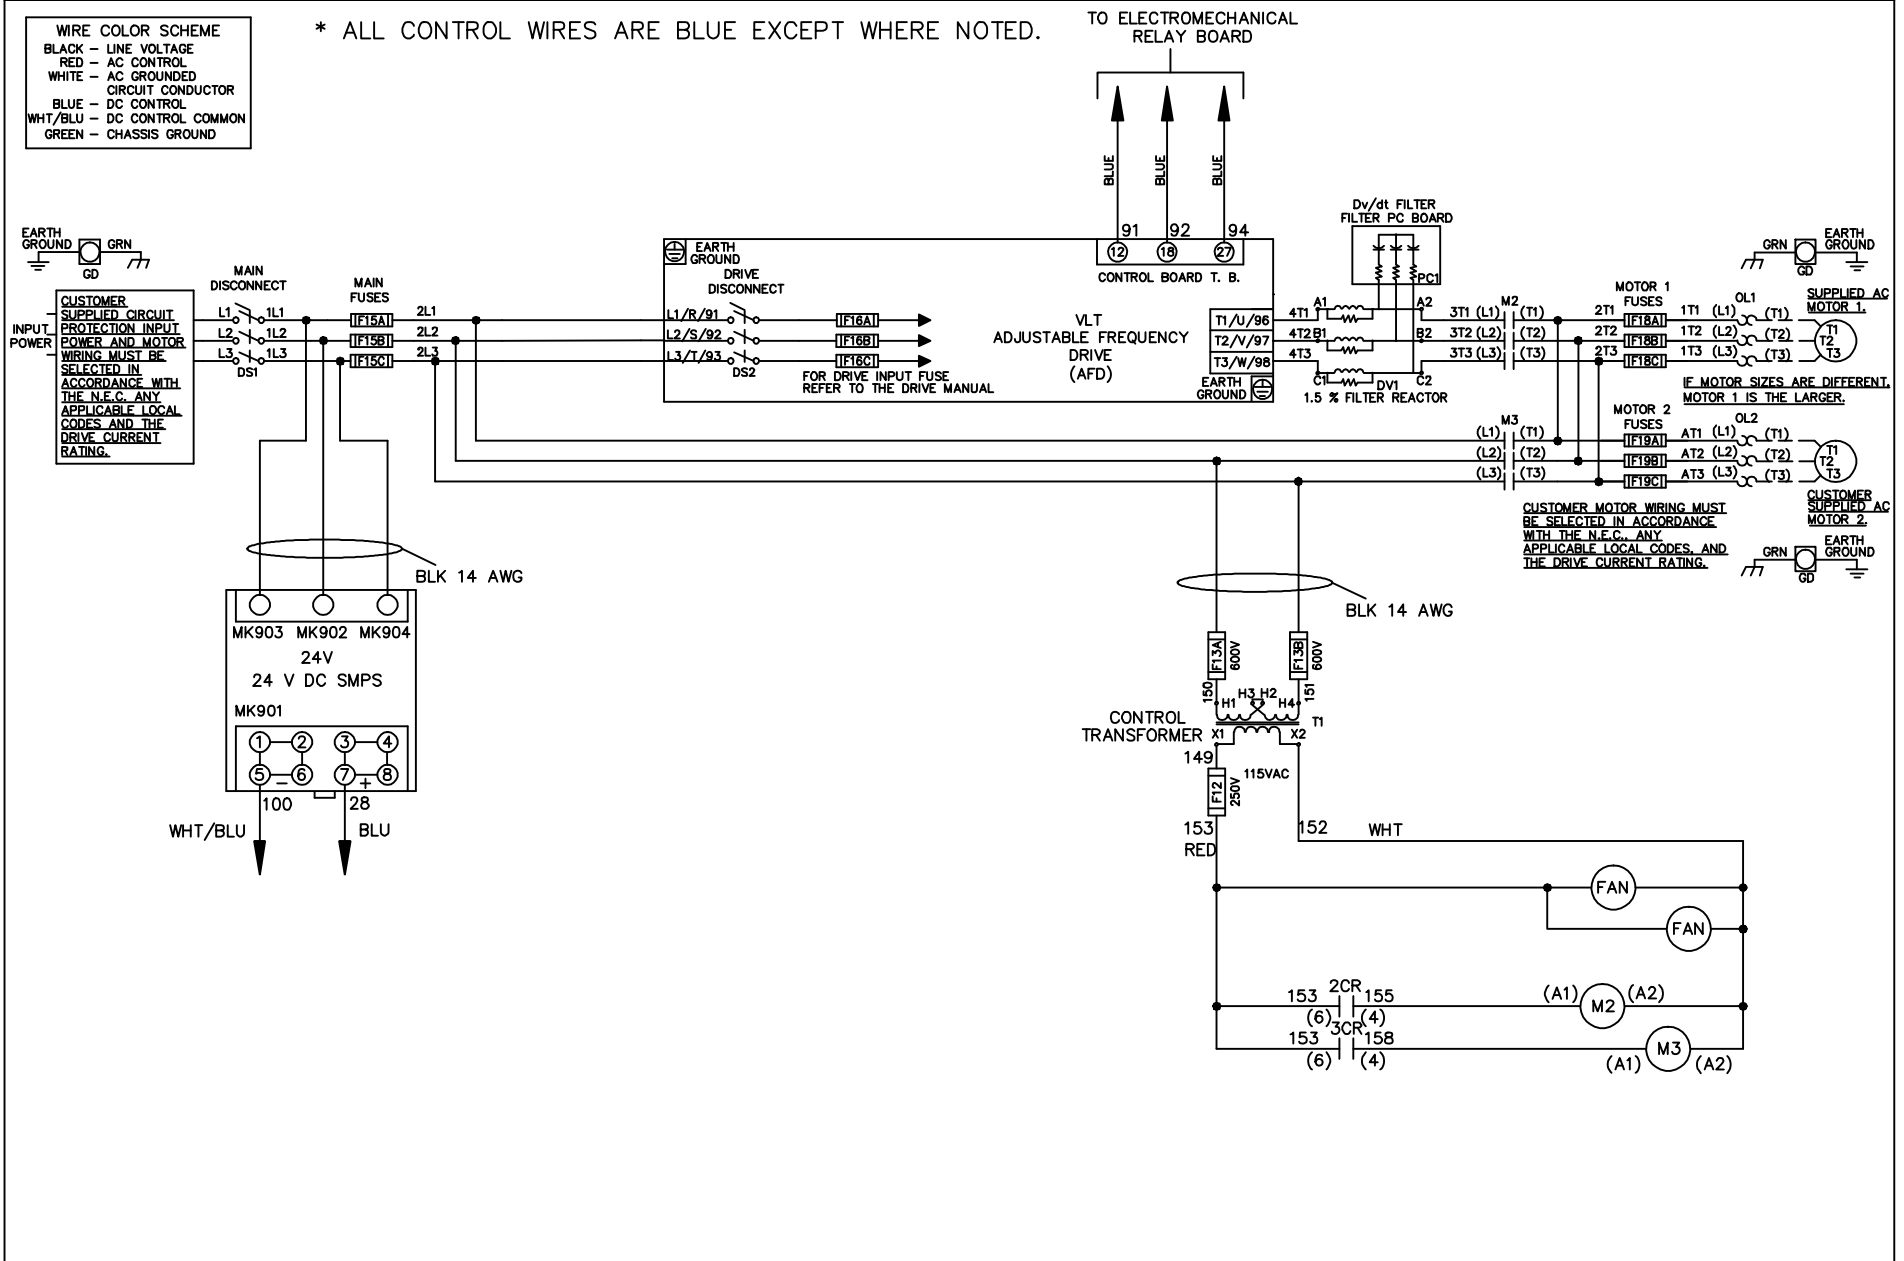 WIRE COLOR SCHEME
BLACK – LINE VOLTAGE
RED – AC CONTROL
WHITE – AC GROUNDED
CIRCUIT CONDUCTOR
BLUE – DC CONTROL
WHT/BLU – DC CONTROL COMMON
GREEN – CHASSIS GROUND
* ALL CONTROL WIRES ARE BLUE EXCEPT WHERE NOTED.
TO ELECTROMECHANICAL
RELAY BOARD
BLUE BLUE BLUE
91 92 94
12 18 27
CONTROL BOARD T. B.
EARTH
GROUND GRN
GD
CUSTOMER
SUPPLIED CIRCUIT
PROTECTION INPUT
POWER AND MOTOR
WIRING MUST BE
SELECTED IN
ACCORDANCE WITH
THE N.E.C. ANY
APPLICABLE LOCAL
CODES AND THE
DRIVE CURRENT
RATING.
INPUT
POWER
MAIN
DISCONNECT
L1 1L1
L2 1L2
L3 1L3
DS1
MAIN
FUSES
F15A 2L1
F15B 2L2
F15C 2L3
EARTH
GROUND
DRIVE
DISCONNECT
L1/R/91
L2/S/92
L3/T/93
DS2
F16A
F16B
F16C
FOR DRIVE INPUT FUSE
REFER TO THE DRIVE MANUAL
VLT
ADJUSTABLE FREQUENCY
DRIVE
(AFD)
T1/U/96
T2/V/97
T3/W/98
EARTH
GROUND
Dv/dt FILTER
FILTER PC BOARD
PC1
4T1 A1 A2
4T2 B1 B2
4T3
C1 DV1 C2
1.5 % FILTER REACTOR
M2
3T1 (L1) (T1)
3T2 (L2) (T2)
3T3 (L3) (T3)
MOTOR 1
FUSES
2T1 F18A 1T1 (L1) (T1)
2T2 F18B 1T2 (L2) (T2)
2T3 F18C 1T3 (L3) (T3)
OL1
GRN EARTH
GROUND
GD
SUPPLIED AC
MOTOR 1.
T1
T2
T3
IF MOTOR SIZES ARE DIFFERENT,
MOTOR 1 IS THE LARGER.
M3
(L1) (T1)
(L2) (T2)
(L3) (T3)
MOTOR 2
FUSES
F19A AT1 (L1) (T1)
F19B AT2 (L2) (T2)
F19C AT3 (L3) (T3)
OL2
T1
T2
T3
CUSTOMER
SUPPLIED AC
MOTOR 2.
CUSTOMER MOTOR WIRING MUST
BE SELECTED IN ACCORDANCE
WITH THE N.E.C., ANY
APPLICABLE LOCAL CODES, AND
THE DRIVE CURRENT RATING.
GRN EARTH
GROUND
GD
BLK 14 AWG
MK903 MK902 MK904
24V
24 V DC SMPS
MK901
1 2 3 4
5 – 6 7 + 8
100 28
WHT/BLU BLU
BLK 14 AWG
F13A 600V F13B 600V
150 151
H1 H3 H2 H4
T1
CONTROL
TRANSFORMER
X1 X2
149
115VAC
F12 250V
153
RED
152 WHT
FAN
FAN
2CR
153 155
(6) (4)
(A1) M2 (A2)
3CR
153 158
(6) (4)
(A1) M3 (A2)